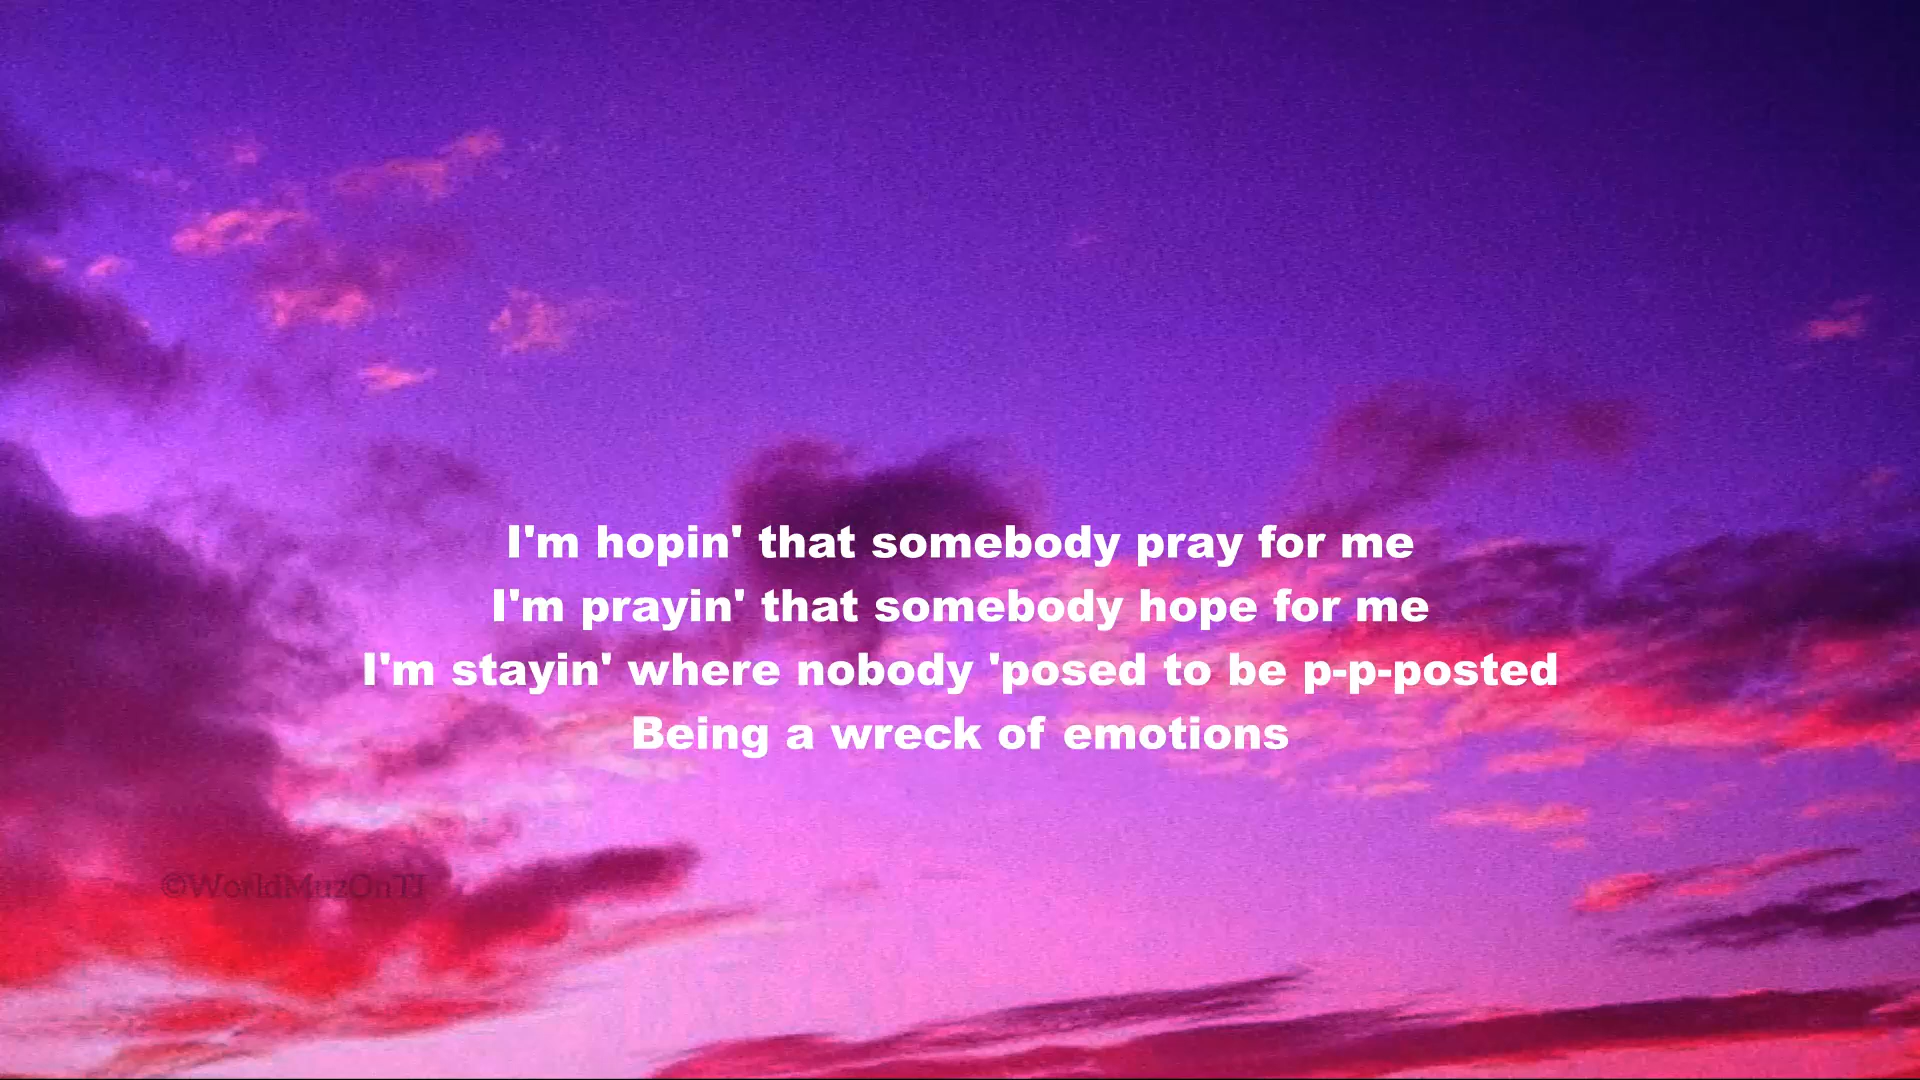 I'm hopin' that somebody pray for me
I'm prayin' that somebody hope for me
I'm stayin' where nobody 'posed to be p-p-posted
Being a wreck of emotions
©WorldMuzOnTJ